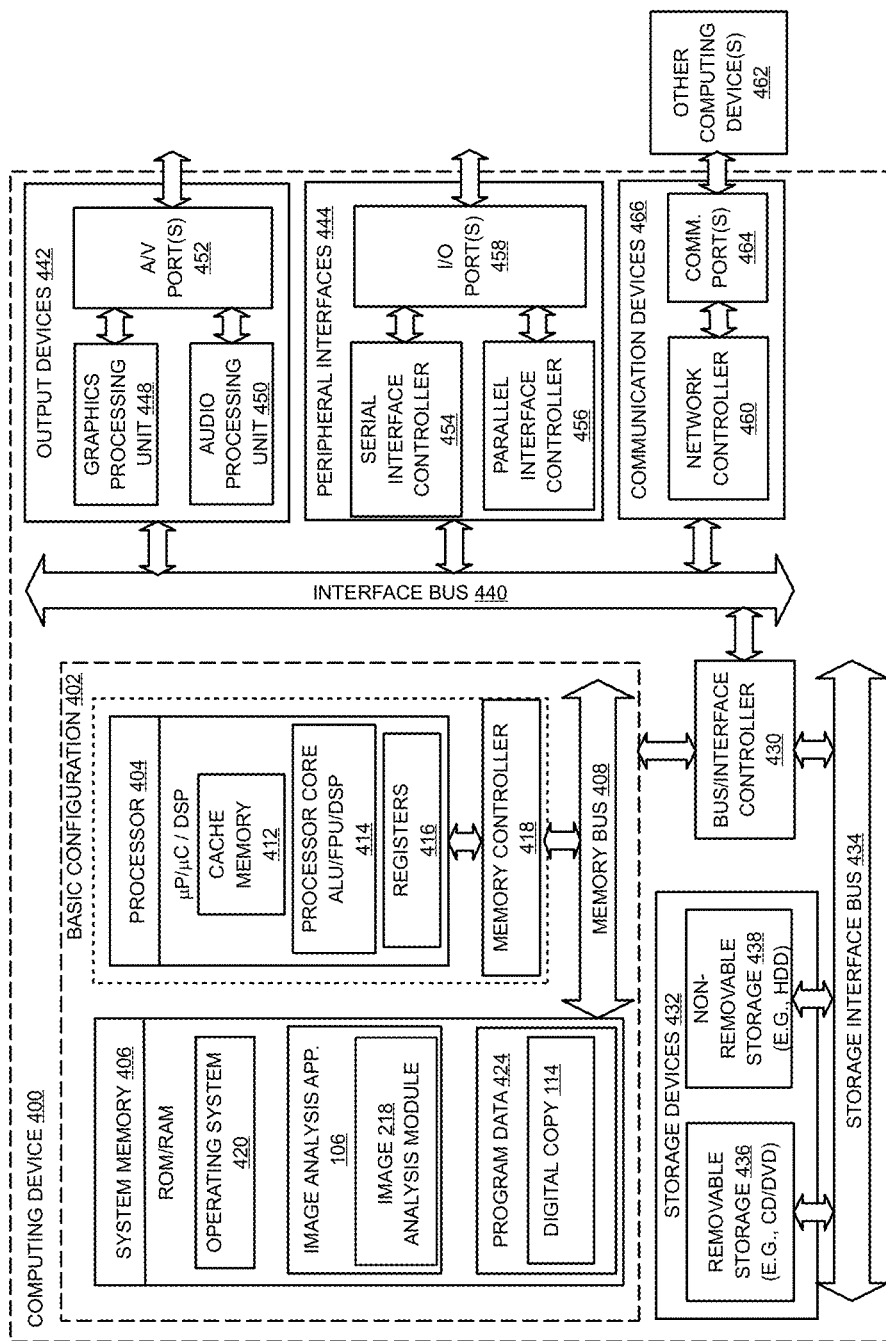 COMPUTING DEVICE 400
BASIC CONFIGURATION 402
SYSTEM MEMORY 406
ROM/RAM
OPERATING SYSTEM
420
IMAGE ANALYSIS APP.
106
IMAGE 218
ANALYSIS MODULE
PROGRAM DATA 424
DIGITAL COPY 114
PROCESSOR 404
µP/µC / DSP
CACHE
MEMORY
412
PROCESSOR CORE
ALU/FPU/DSP
414
REGISTERS
416
MEMORY CONTROLLER
418
MEMORY BUS 408
STORAGE DEVICES 432
REMOVABLE
STORAGE 436
(E.G., CD/DVD)
NON-
REMOVABLE
STORAGE 438
(E.G., HDD)
STORAGE INTERFACE BUS 434
BUS/INTERFACE
CONTROLLER
430
INTERFACE BUS 440
OUTPUT DEVICES 442
GRAPHICS
PROCESSING
UNIT 448
AUDIO
PROCESSING
UNIT 450
A/V
PORT(S)
452
PERIPHERAL INTERFACES 444
SERIAL
INTERFACE
CONTROLLER
454
PARALLEL
INTERFACE
CONTROLLER
456
I/O
PORT(S)
458
COMMUNICATION DEVICES 466
NETWORK
CONTROLLER
460
COMM.
PORT(S)
464
OTHER
COMPUTING
DEVICE(S)
462